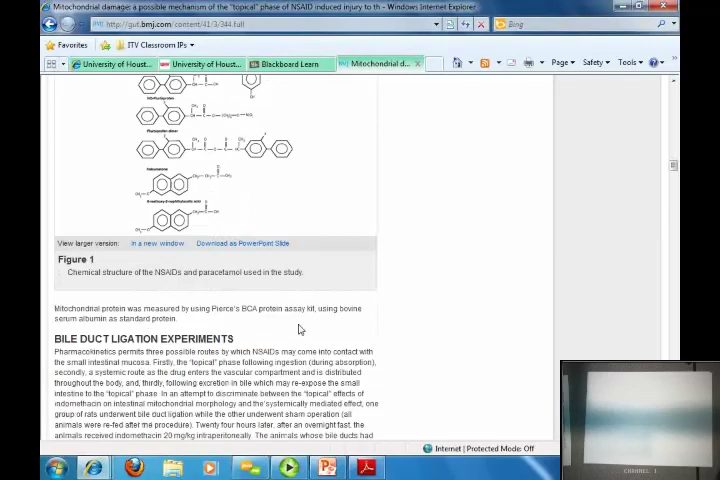 Mitochondrial damage: a possible mechanism of the "topical" phase of NSAID induced injury to th - Windows Internet Explorer
http://gut.bmj.com/content/41/3/344.full
Bing
Favorites
ITV Classroom IPs
University of Houst...
University of Houst...
Blackboard Learn
Mitochondrial d...
Page
Safety
Tools
Flurbiprofen dimer
Nabumetone
View larger version:
In a new window
Download as PowerPoint Slide
Figure 1
Chemical structure of the NSAIDs and paracetamol used in the study.
Mitochondrial protein was measured by using Pierce's BCA protein assay kit, using bovine
serum albumin as standard protein.
BILE DUCT LIGATION EXPERIMENTS
Pharmacokinetics permits three possible routes by which NSAIDs may come into contact with
the small intestinal mucosa. Firstly, the "topical" phase following ingestion (during absorption),
secondly, a systemic route as the drug enters the vascular compartment and is distributed
throughout the body, and, thirdly, following excretion in bile which may re-expose the small
intestine to the "topical" phase. In an attempt to discriminate between the "topical" effects of
indomethacin on intestinal mitochondrial morphology and the systemically mediated effect, one
group of rats underwent bile duct ligation while the other underwent sham operation (all
animals were re-fed after the procedure). Twenty four hours later, after an overnight fast, the
animals received indomethacin 20 mg/kg intraperitoneally. The animals whose bile ducts had
Internet | Protected Mode: Off
CHANNEL 1